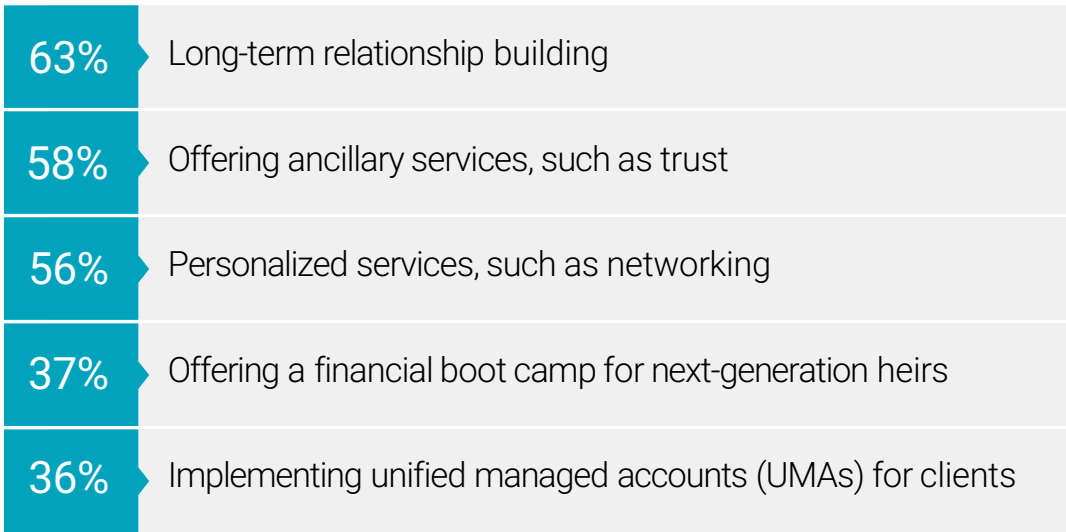 63% Long-term relationship building
58% Offering ancillary services, such as trust
56% Personalized services, such as networking
37% Offering a financial boot camp for next-generation heirs
36% Implementing unified managed accounts (UMAs) for clients